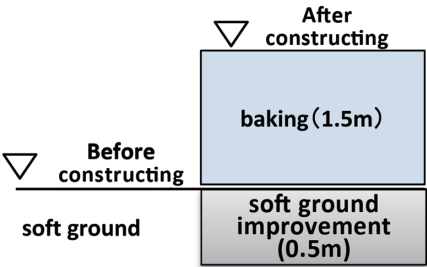 After
constructing
baking(1.5m)
Before
constructing
soft ground
soft ground
improvement
(0.5m)